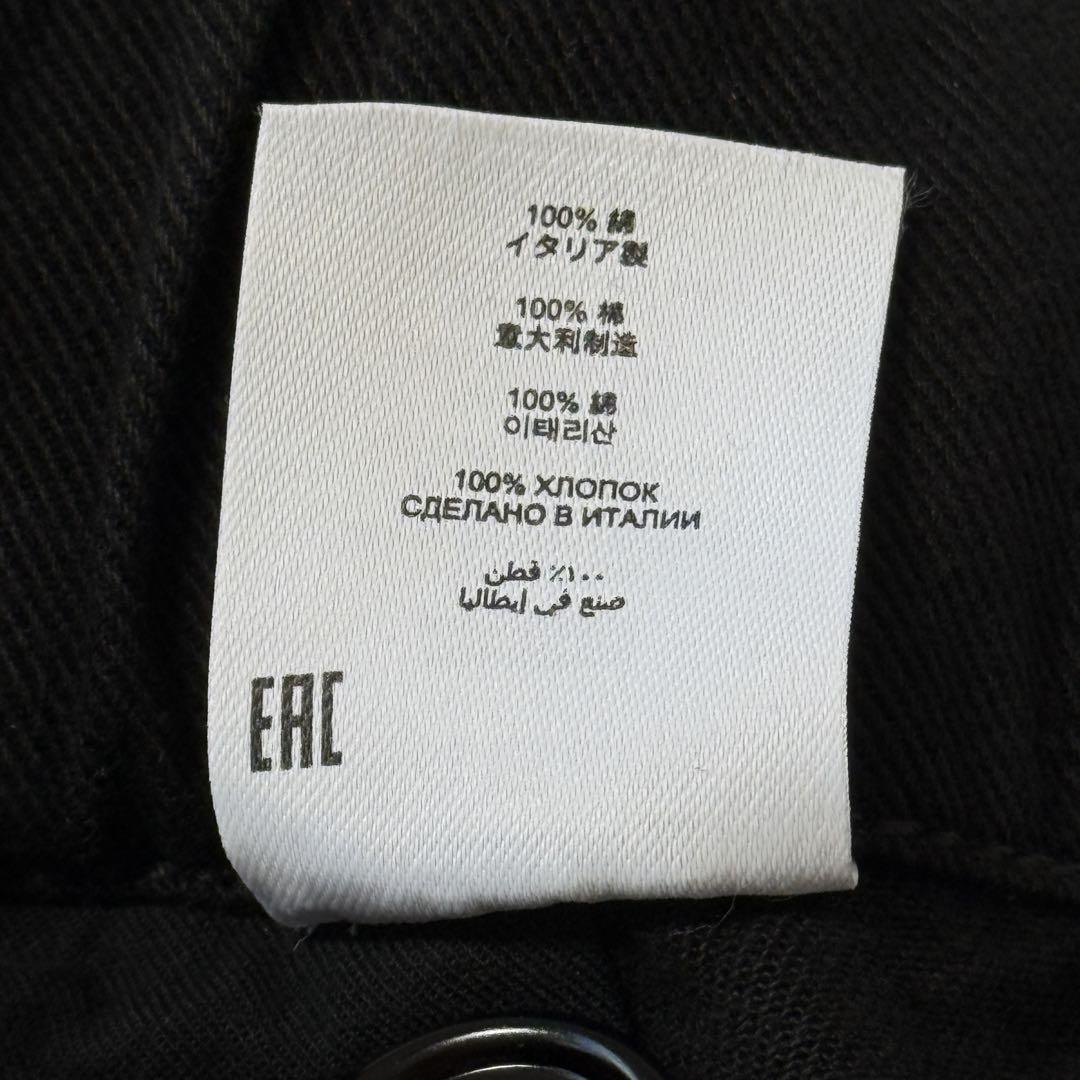 100% 綿
イタリア製
100% 棉
意大利制造
100% 綿
이태리산
100% ХЛОПОК
СДЕЛАНО В ИТАЛИИ
١٠٠٪ قطن
صنع في إيطاليا
EAC